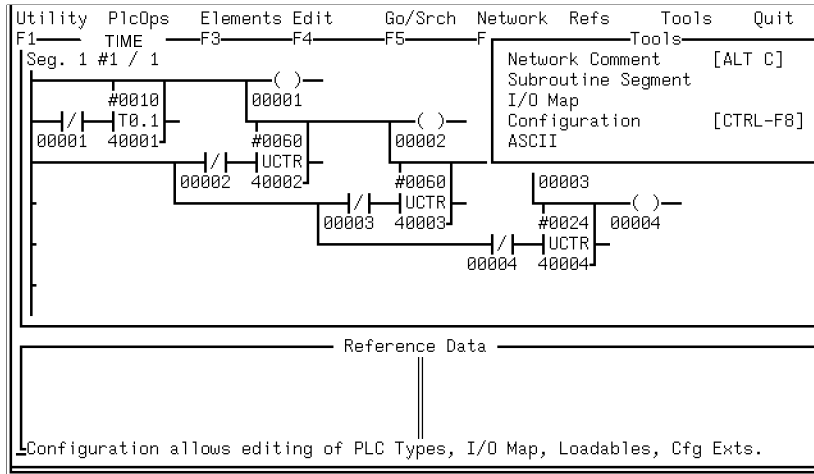 Utility PlcOps Elements Edit Go/Srch Network Refs Tools Quit
F1 TIME F3 F4 F5 F Tools
Seg. 1 #1 / 1
Network Comment [ALT C]
Subroutine Segment
I/O Map
Configuration [CTRL-F8]
ASCII
( )
#0010 00001
T0.1 ( )
00001 40001 #0060 00002
UCTR
00002 40002 #0060 00003
UCTR ( )
00003 40003 #0024 00004
UCTR
00004 40004
Reference Data
Configuration allows editing of PLC Types, I/O Map, Loadables, Cfg Exts.